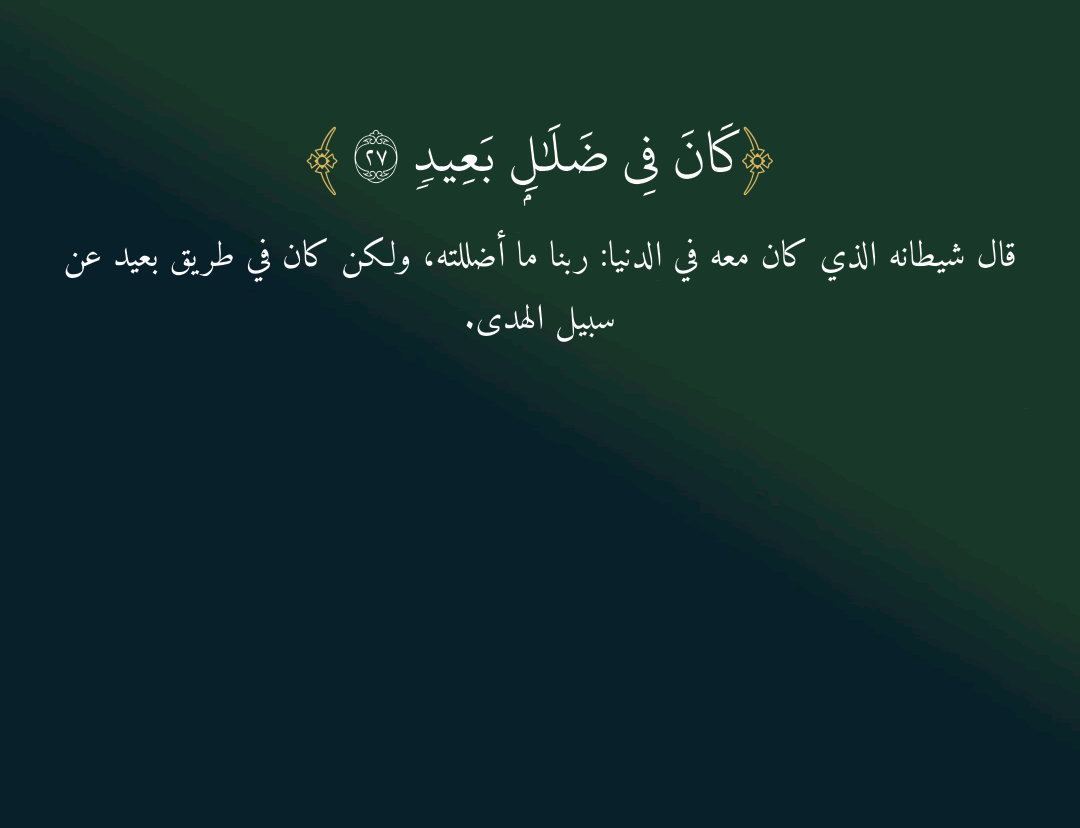 ﴿كَانَ فِى ضَلَـٰلِۭ بَعِيدٍۢ ٢٧﴾
قال شيطانه الذي كان معه في الدنيا: ربنا ما أضللته، ولكن كان في طريق بعيد عن
سبيل الهدى.